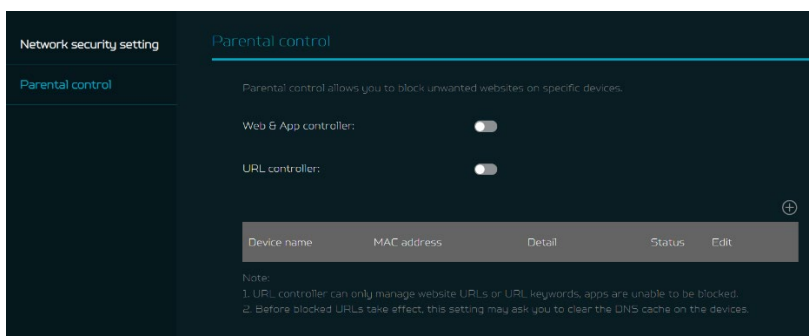 Network security setting
Parental control
Parental control
Parental control allows you to block unwanted websites on specific devices.
Web & App controller:
URL controller:
Device name MAC address Detail Status Edit
Note:
1. URL controller can only manage website URLs or URL keywords, apps are unable to be blocked.
2. Before blocked URLs take effect, this setting may ask you to clear the DNS cache on the devices.